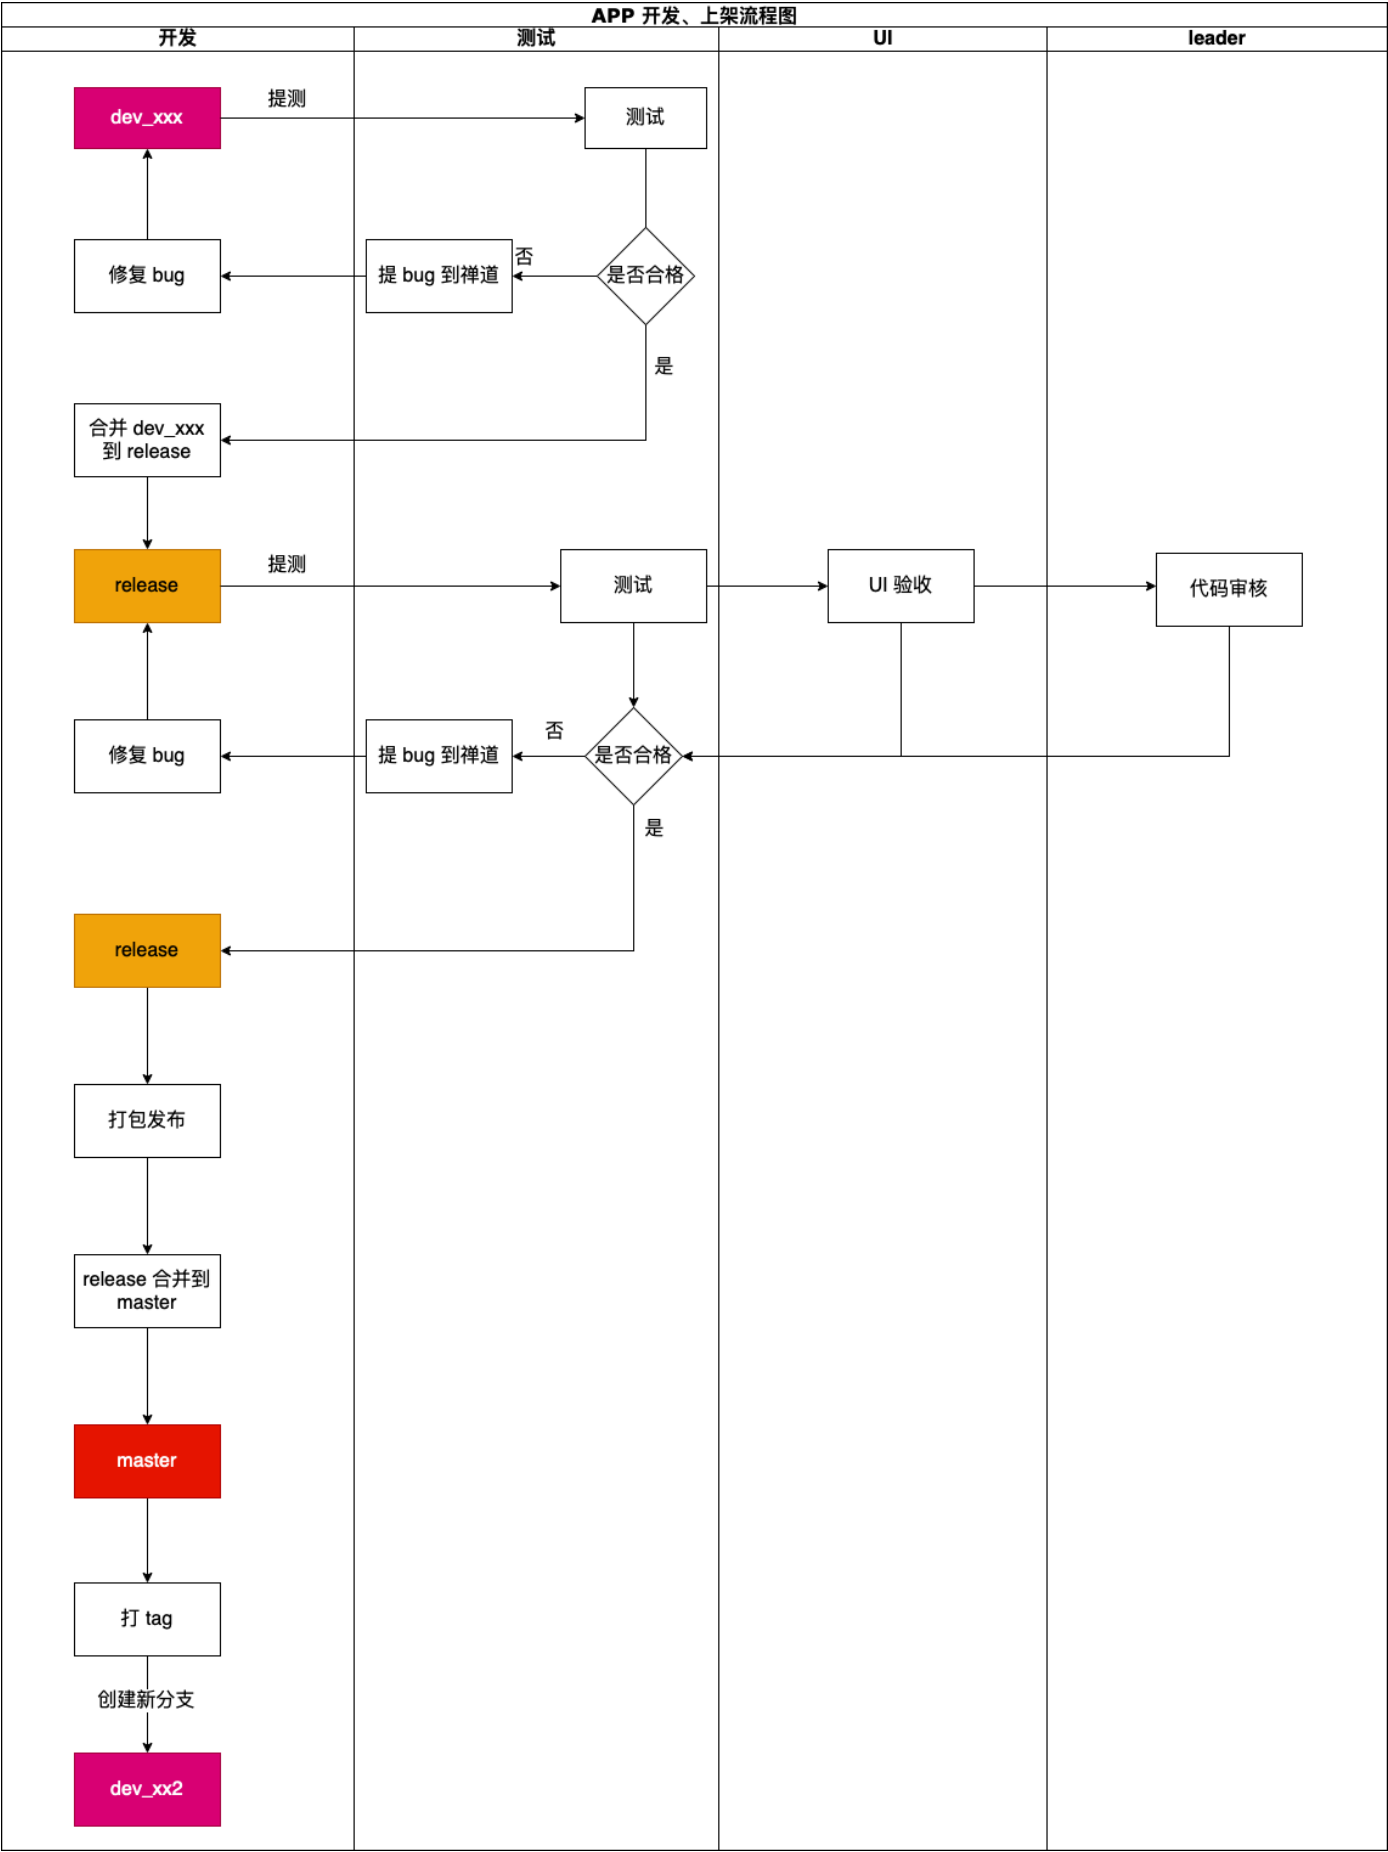 APP 开发、上架流程图
开发
测试
UI
leader
dev_xxx
提测
测试
修复 bug
提 bug 到禅道
否
是否合格
是
合并 dev_xxx
到 release
release
提测
测试
UI 验收
代码审核
修复 bug
提 bug 到禅道
否
是否合格
是
release
打包发布
release 合并到
master
master
打 tag
创建新分支
dev_xx2